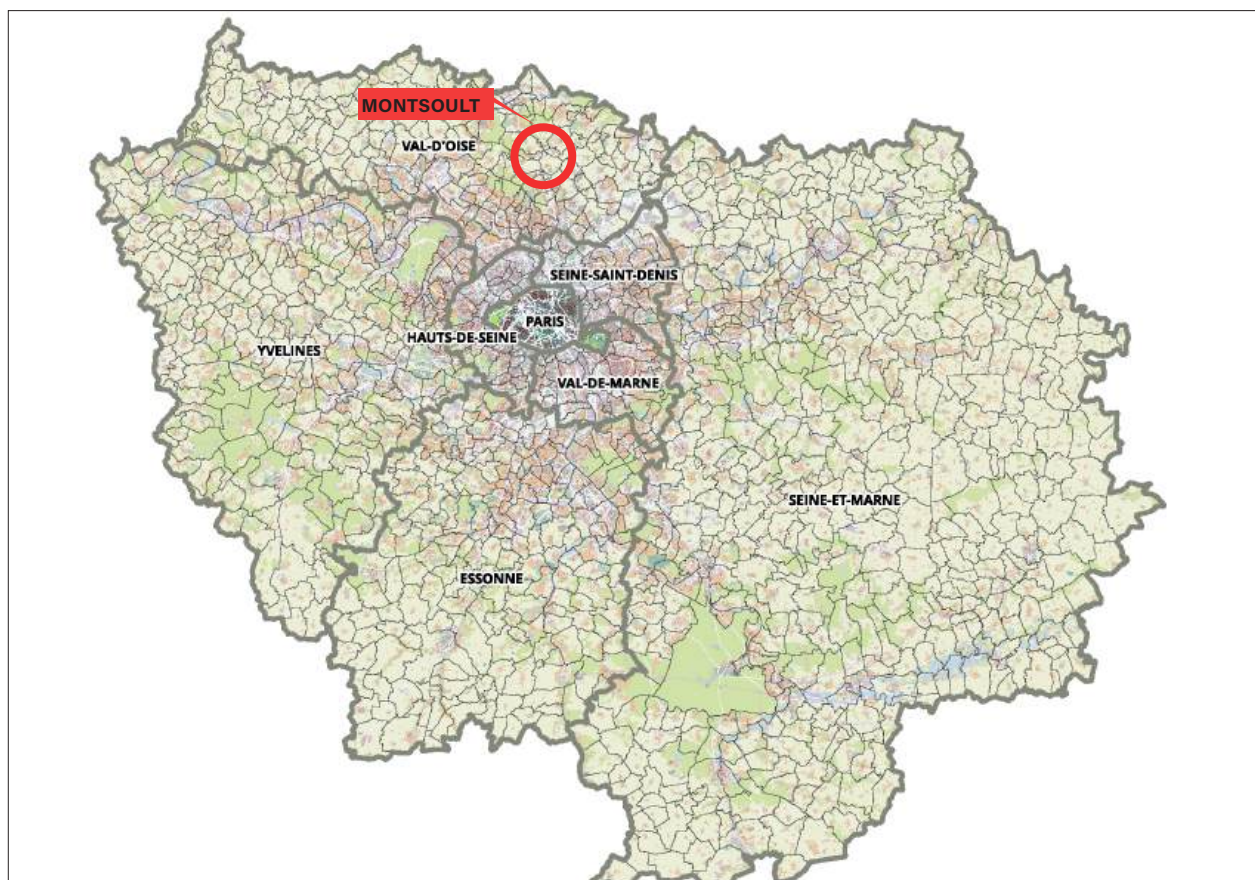 MONTSOULT
VAL-D'OISE
SEINE-SAINT-DENIS
PARIS
HAUTS-DE-SEINE
YVELINES
VAL-DE-MARNE
SEINE-ET-MARNE
ESSONNE